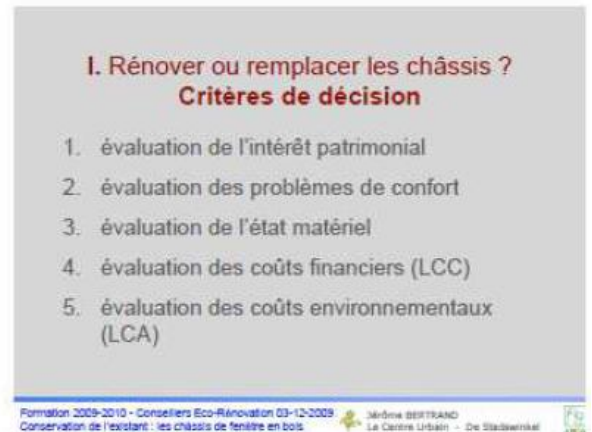 I. Rénover ou remplacer les châssis ?
Critères de décision
1. évaluation de l'intérêt patrimonial
2. évaluation des problèmes de confort
3. évaluation de l'état matériel
4. évaluation des coûts financiers (LCC)
5. évaluation des coûts environnementaux
(LCA)
Formation 2009-2010 - Conseillers Eco-Rénovation 03-12-2009
Conservation de l'existant : les châssis de fenêtre en bois
Jérôme BERTRAND
Le Centre Urbain - De Stadswinkel